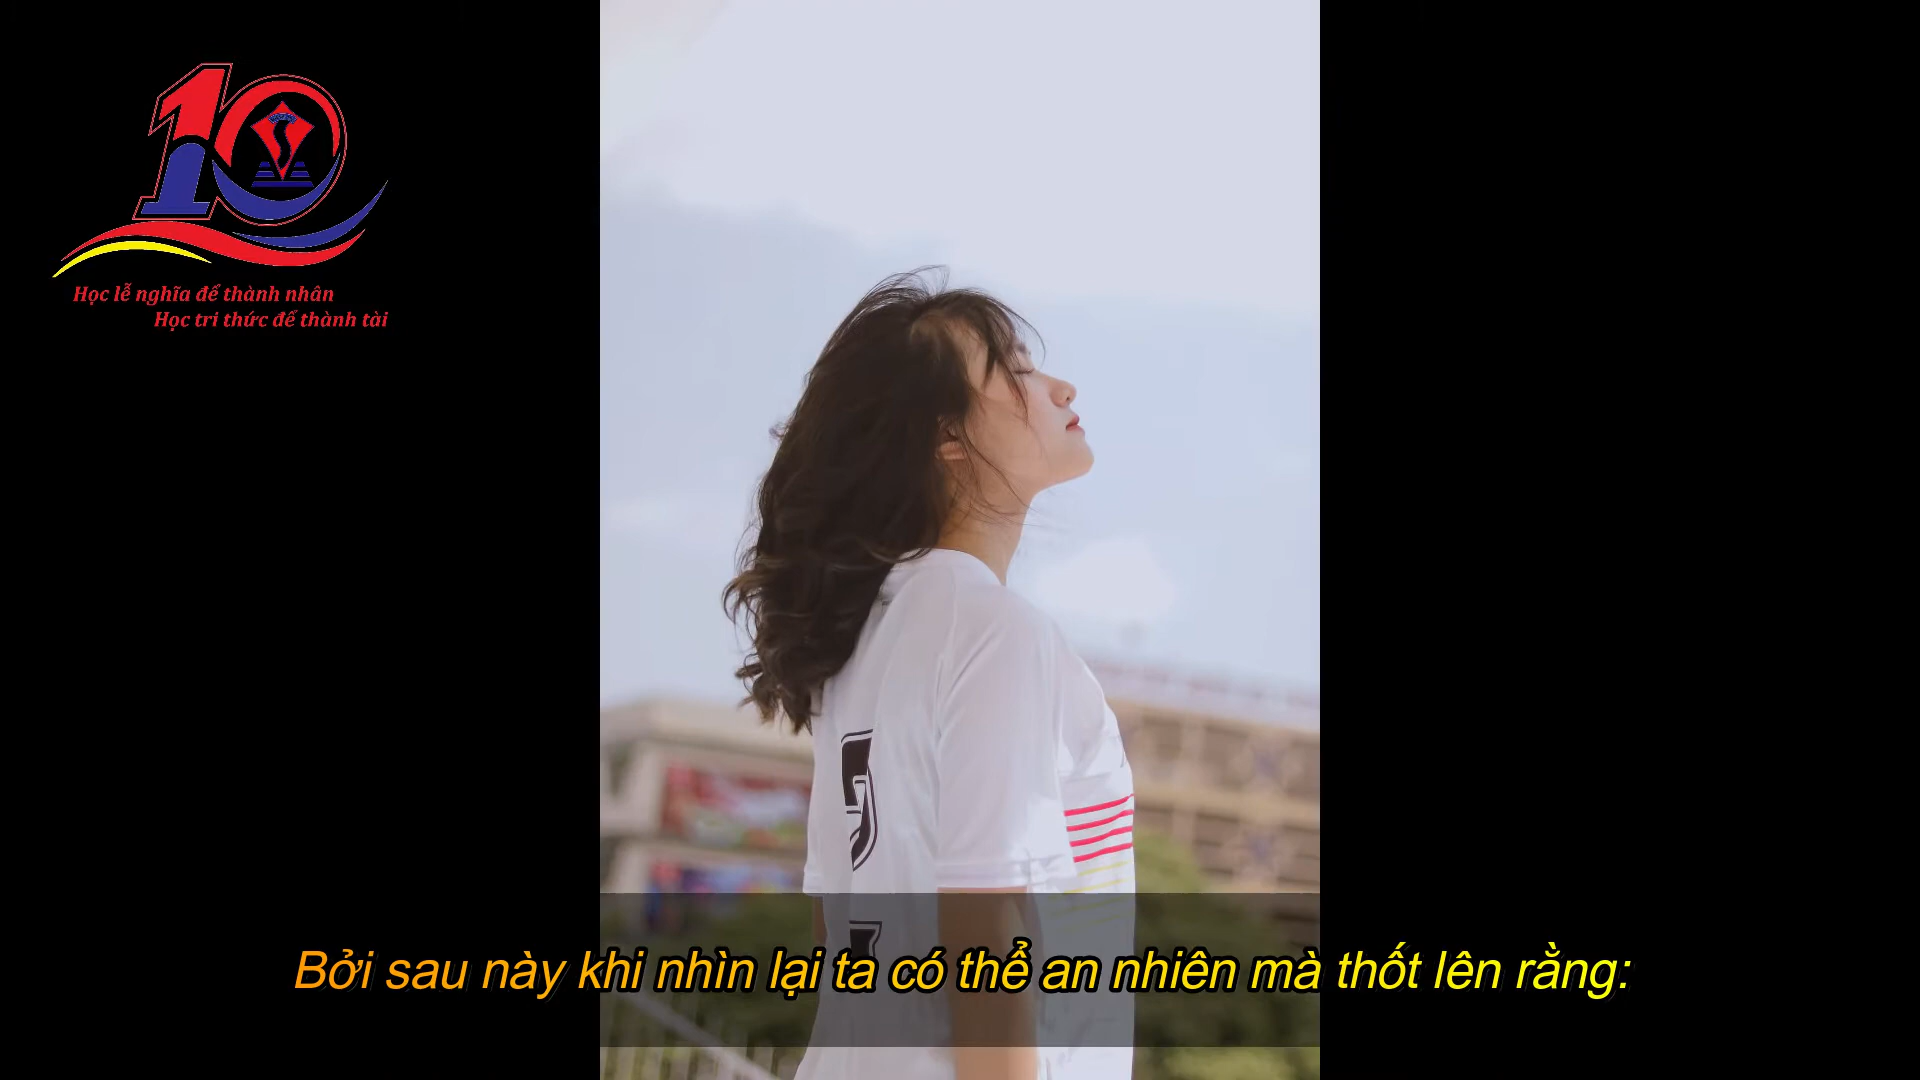 10
Học lễ nghĩa để thành nhân
Học tri thức để thành tài
Bởi sau này khi nhìn lại ta có thể an nhiên mà thốt lên rằng: